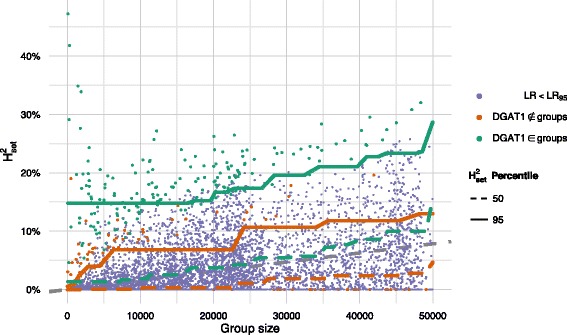 40%
30%
20%
10%
0%
H²set
0 10000 20000 30000 40000 50000
Group size
LR < LR95
DGAT1 ∉ groups
DGAT1 ∈ groups
H²set Percentile
50
95